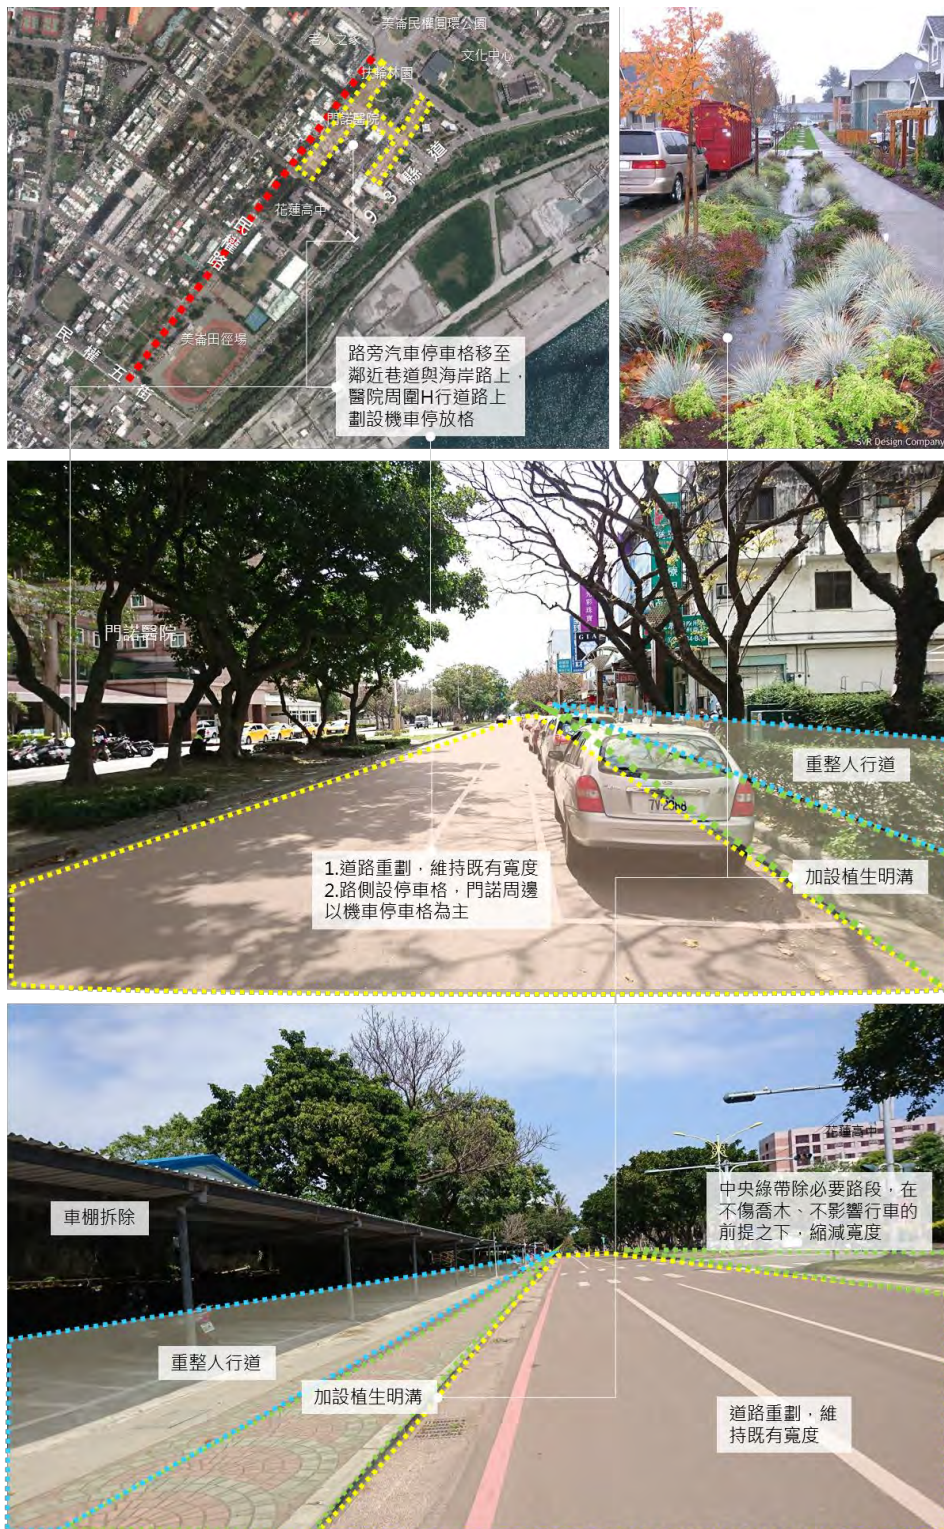 美崙民權圓環公園
老人之家
文化中心
扶輪林園
門諾醫院
193縣道
花蓮高中
民權路
美崙田徑場
民權五街
路旁汽車停車格移至
鄰近巷道與海岸路上，
醫院周圍H行道路上
劃設機車停放格
SvR Design Company
門諾醫院
GIA
7V 2368
重整人行道
1.道路重劃，維持既有寬度
2.路側設停車格，門諾周邊
以機車停車格為主
加設植生明溝
花蓮高中
車棚拆除
中央綠帶除必要路段，在
不傷喬木、不影響行車的
前提之下，縮減寬度
重整人行道
加設植生明溝
道路重劃，維
持既有寬度